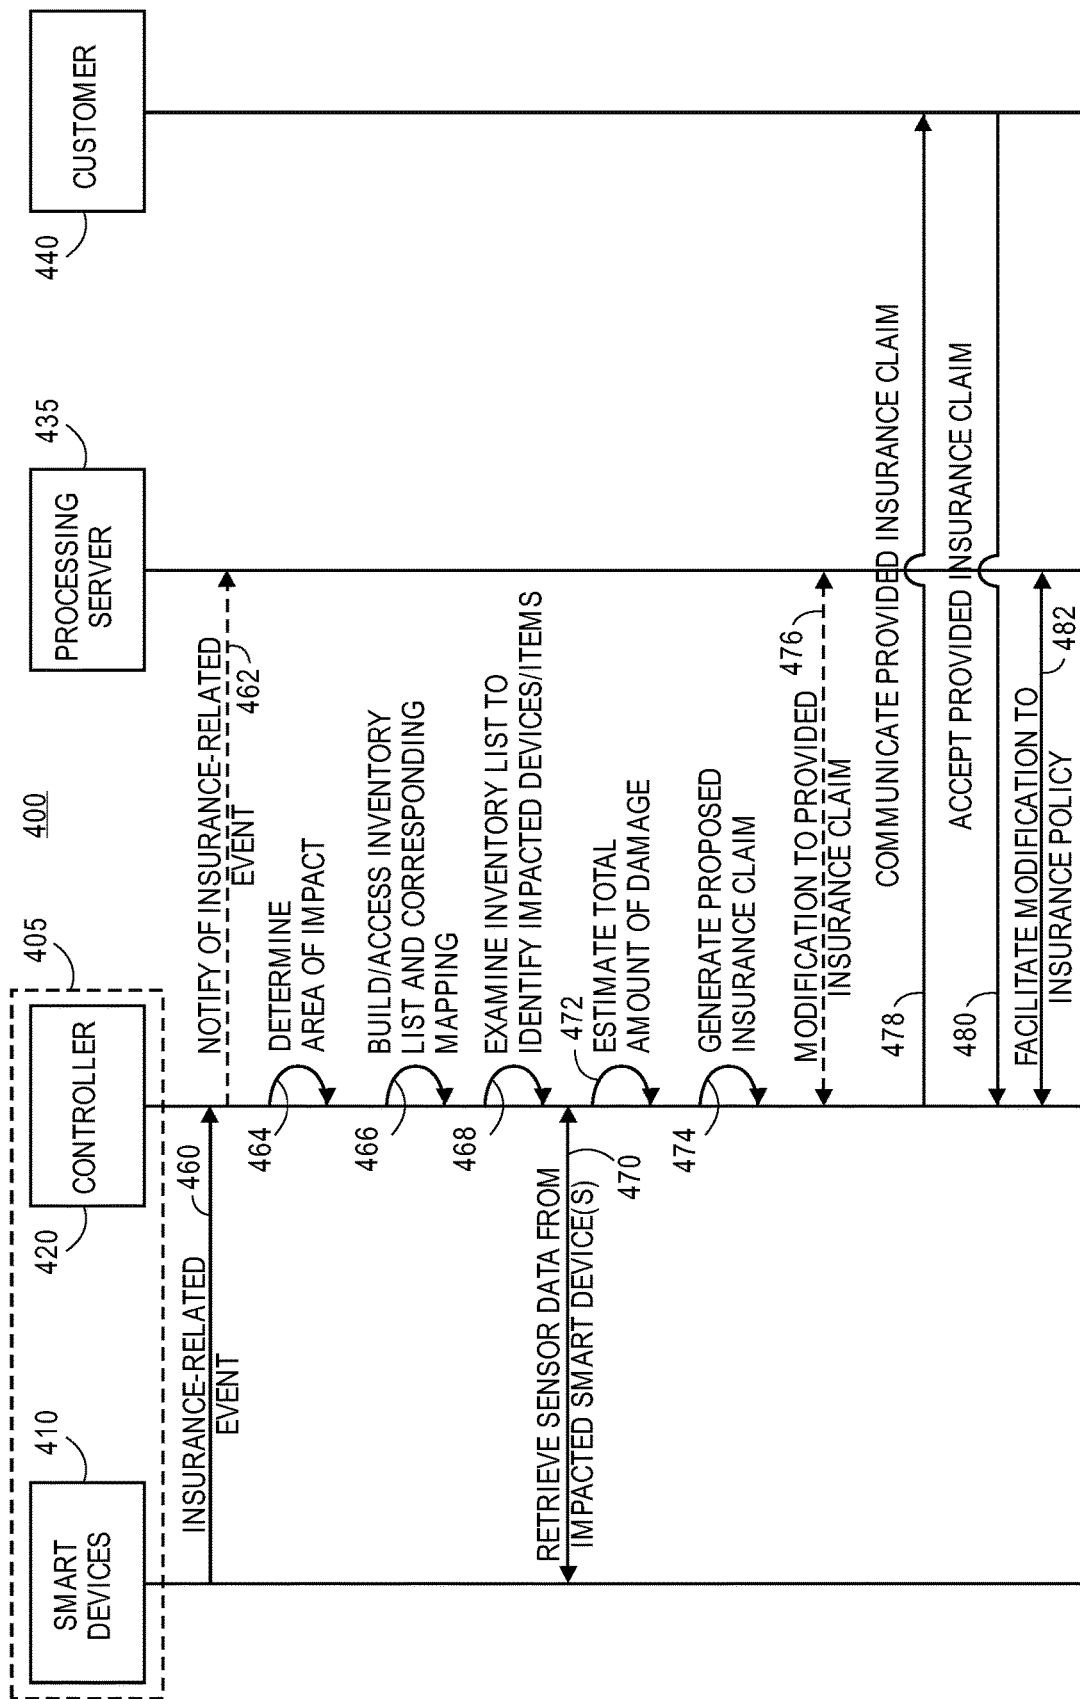 400
405
SMART
DEVICES
410
CONTROLLER
420
PROCESSING
SERVER
435
CUSTOMER
440
INSURANCE-RELATED
EVENT
460
NOTIFY OF INSURANCE-RELATED
EVENT
462
DETERMINE
AREA OF IMPACT
464
BUILD/ACCESS INVENTORY
LIST AND CORRESPONDING
MAPPING
466
EXAMINE INVENTORY LIST TO
IDENTIFY IMPACTED DEVICES/ITEMS
468
RETRIEVE SENSOR DATA FROM
IMPACTED SMART DEVICE(S)
470
ESTIMATE TOTAL
AMOUNT OF DAMAGE
472
GENERATE PROPOSED
INSURANCE CLAIM
474
MODIFICATION TO PROVIDED
INSURANCE CLAIM
476
COMMUNICATE PROVIDED INSURANCE CLAIM
478
ACCEPT PROVIDED INSURANCE CLAIM
480
FACILITATE MODIFICATION TO
INSURANCE POLICY
482